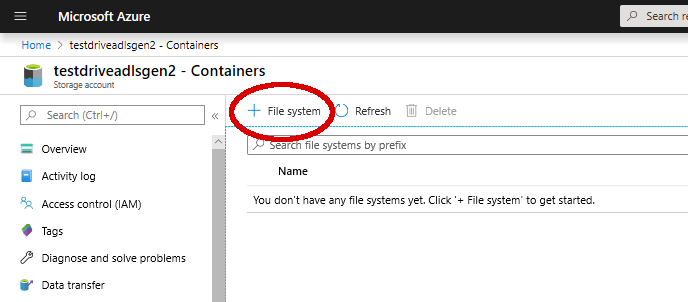 Microsoft Azure
Search re
Home > testdriveadlsgen2 - Containers
testdriveadlsgen2 - Containers
Storage account
Search (Ctrl+/)
«
+ File system
Refresh
Delete
Search file systems by prefix
Name
You don't have any file systems yet. Click '+ File system' to get started.
Overview
Activity log
Access control (IAM)
Tags
Diagnose and solve problems
Data transfer